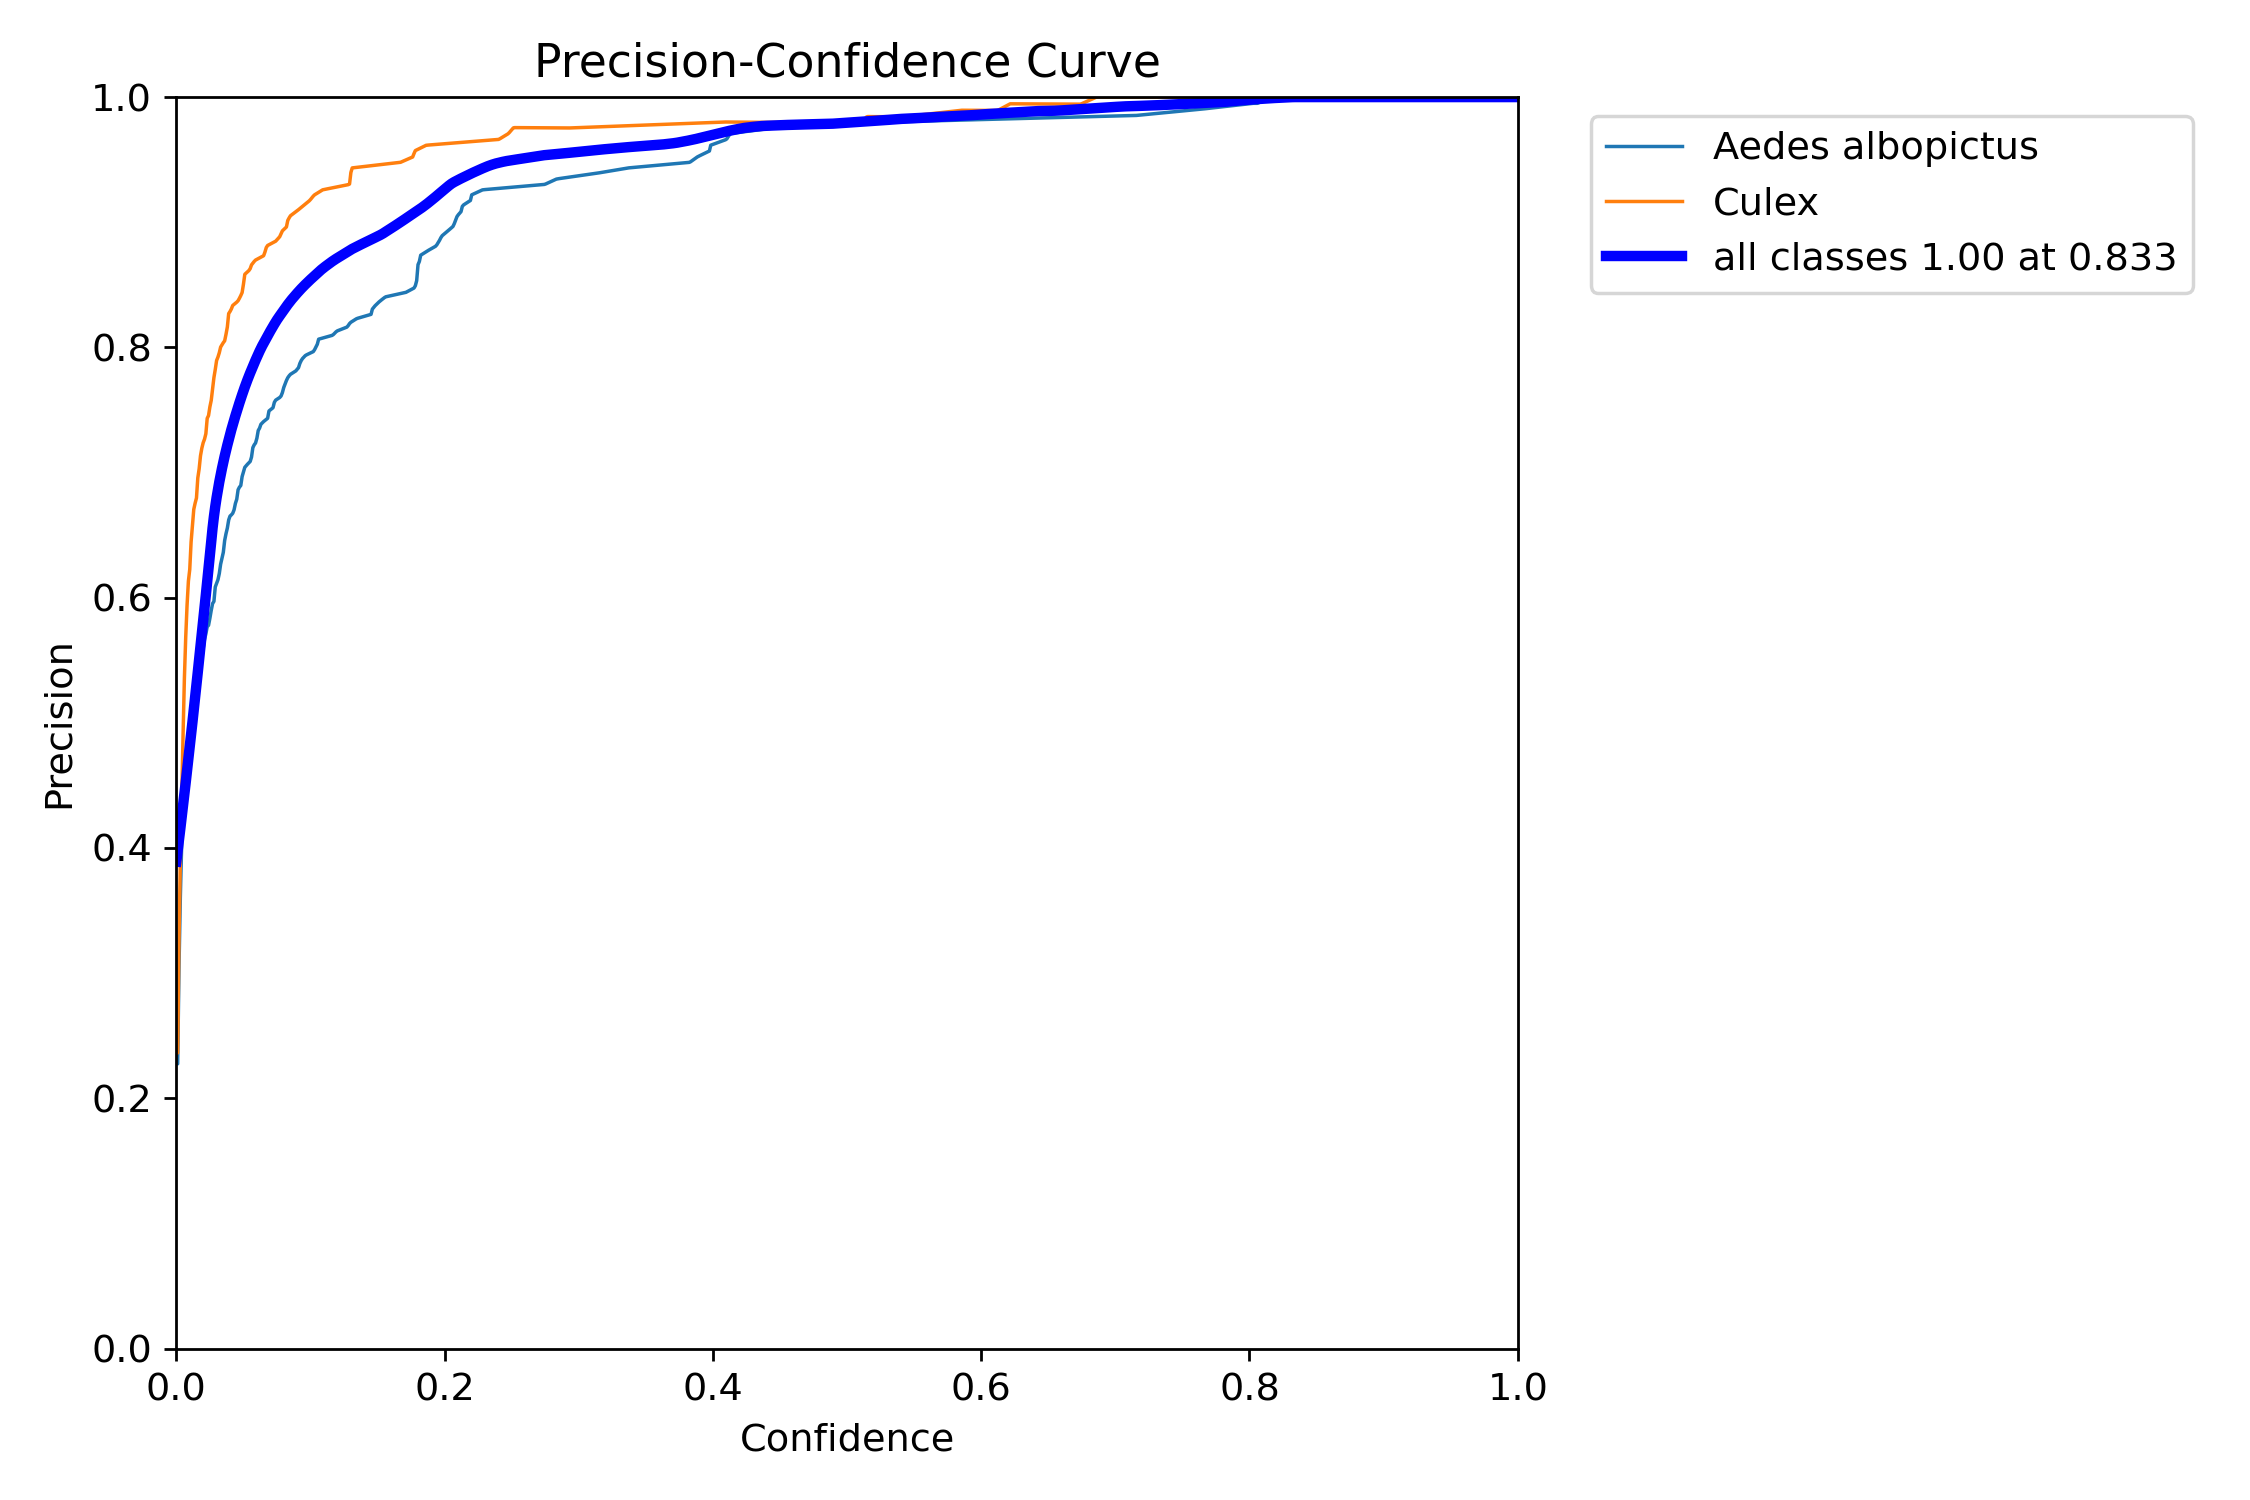 Precision-Confidence Curve
1.0
0.8
0.6
0.4
0.2
0.0
Precision
0.0 0.2 0.4 0.6 0.8 1.0
Confidence
Aedes albopictus
Culex
all classes 1.00 at 0.833